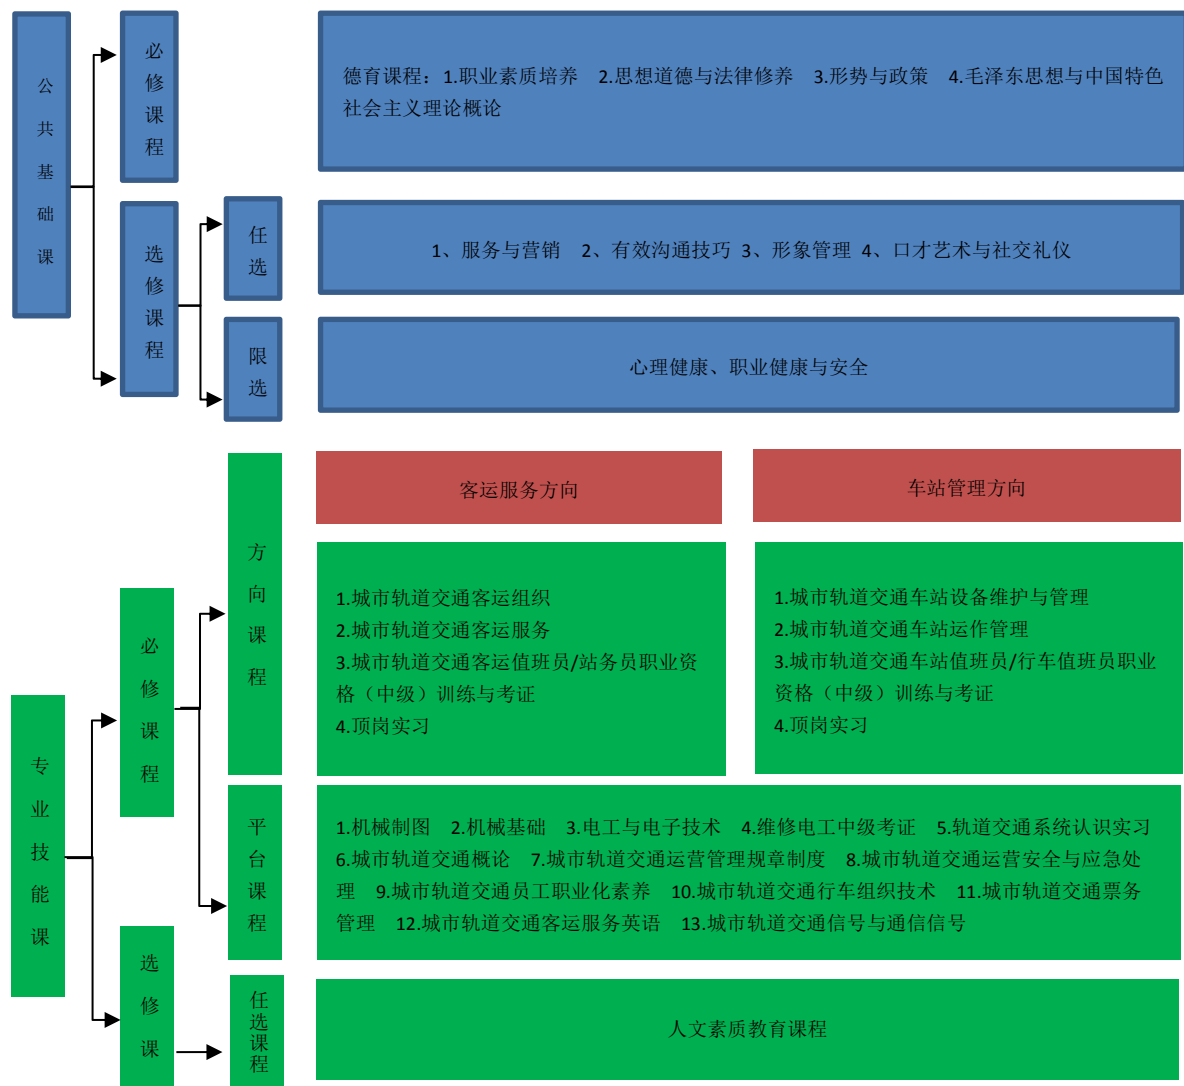 公共基础课
必修课程
德育课程：1.职业素质培养 2.思想道德与法律修养 3.形势与政策 4.毛泽东思想与中国特色
社会主义理论概论
选修课程
任选
1、服务与营销 2、有效沟通技巧 3、形象管理 4、口才艺术与社交礼仪
限选
心理健康、职业健康与安全
专业技能课
必修课程
方向课程
客运服务方向
1.城市轨道交通客运组织
2.城市轨道交通客运服务
3.城市轨道交通客运值班员/站务员职业资
格（中级）训练与考证
4.顶岗实习
车站管理方向
1.城市轨道交通车站设备维护与管理
2.城市轨道交通车站运作管理
3.城市轨道交通车站值班员/行车值班员职业
资格（中级）训练与考证
4.顶岗实习
平台课程
1.机械制图 2.机械基础 3.电工与电子技术 4.维修电工中级考证 5.轨道交通系统认识实习
6.城市轨道交通概论 7.城市轨道交通运营管理规章制度 8.城市轨道交通运营安全与应急处
理 9.城市轨道交通员工职业化素养 10.城市轨道交通行车组织技术 11.城市轨道交通票务
管理 12.城市轨道交通客运服务英语 13.城市轨道交通信号与通信信号
选修课
任选课程
人文素质教育课程